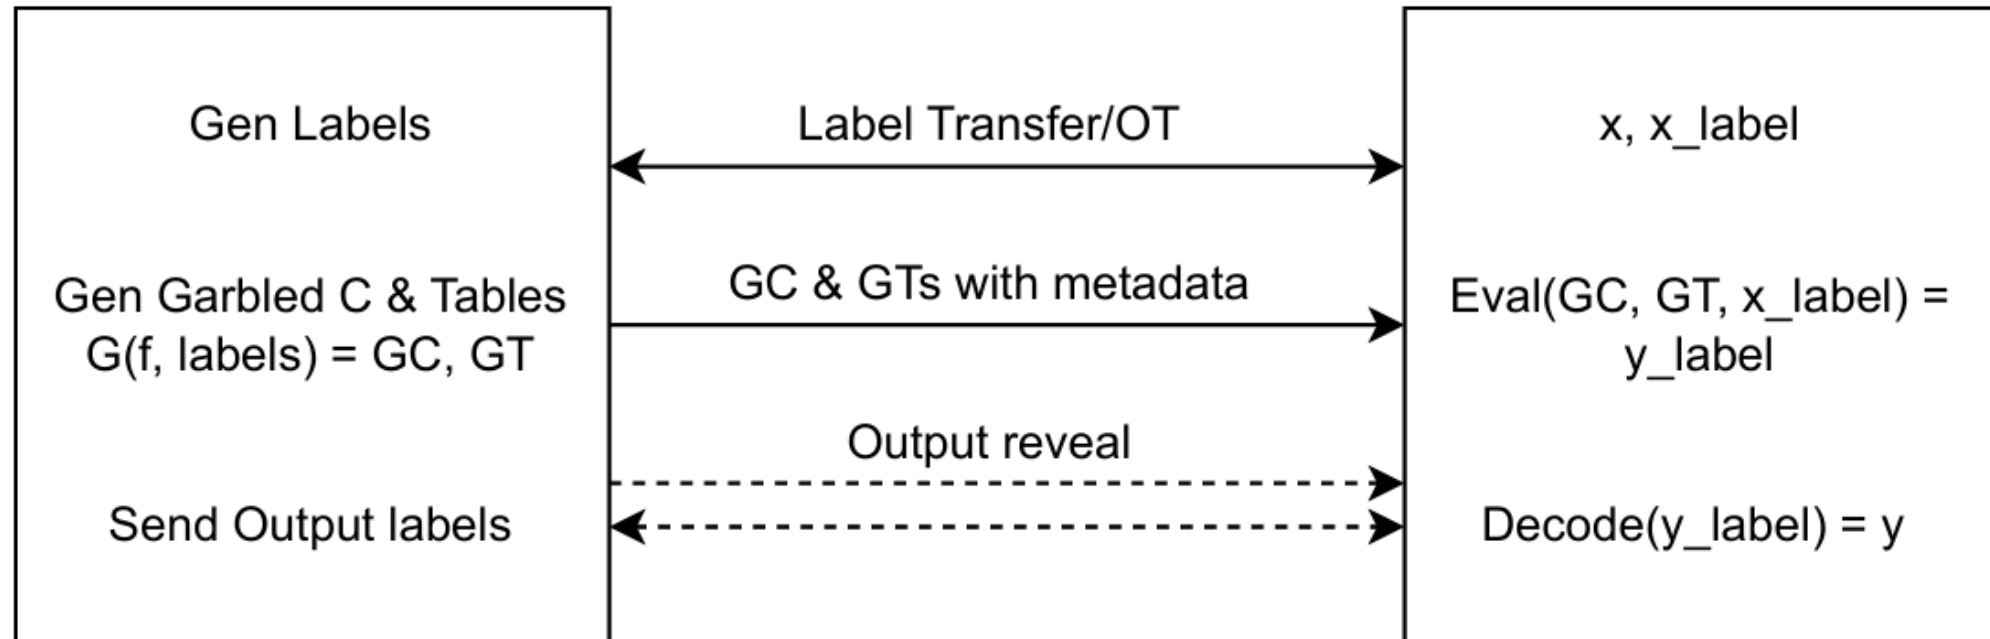 Gen Labels
Label Transfer/OT
x, x_label
Gen Garbled C & Tables
G(f, labels) = GC, GT
GC & GTs with metadata
Eval(GC, GT, x_label) =
y_label
Output reveal
Send Output labels
Decode(y_label) = y